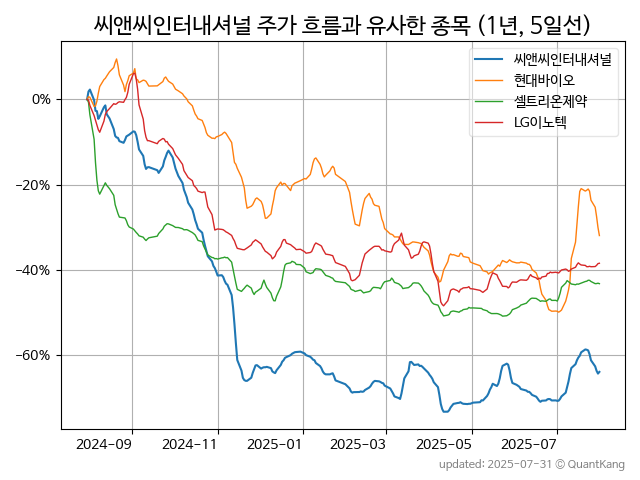 씨앤씨인터내셔널 주가 흐름과 유사한 종목 (1년, 5일선)
씨앤씨인터내셔널
현대바이오
셀트리온제약
LG이노텍
0%
−20%
−40%
−60%
2024-09
2024-11
2025-01
2025-03
2025-05
2025-07
updated: 2025-07-31 © QuantKang